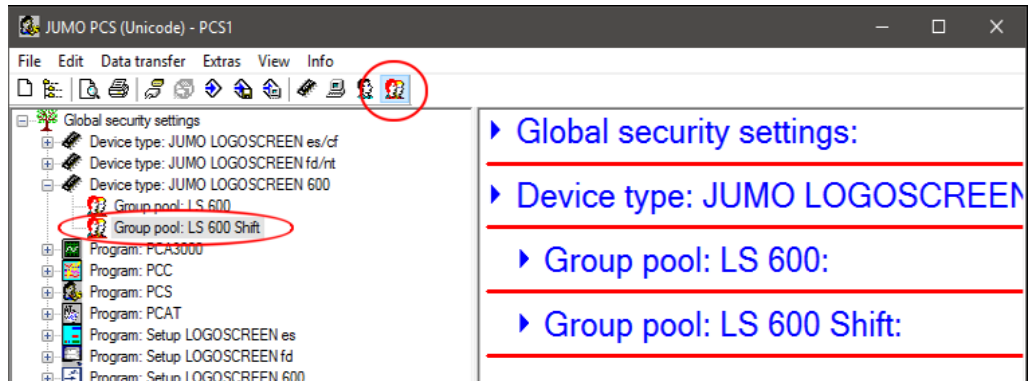 JUMO PCS (Unicode) - PCS1
File Edit Data transfer Extras View Info
Global security settings
Device type: JUMO LOGOSCREEN es/cf
Device type: JUMO LOGOSCREEN fd/nt
Device type: JUMO LOGOSCREEN 600
Group pool: LS 600
Group pool: LS 600 Shift
Program: PCA3000
Program: PCC
Program: PCS
Program: PCAT
Program: Setup LOGOSCREEN es
Program: Setup LOGOSCREEN fd
Program: Setup LOGOSCREEN 600
Global security settings:
Device type: JUMO LOGOSCREEN
Group pool: LS 600:
Group pool: LS 600 Shift: